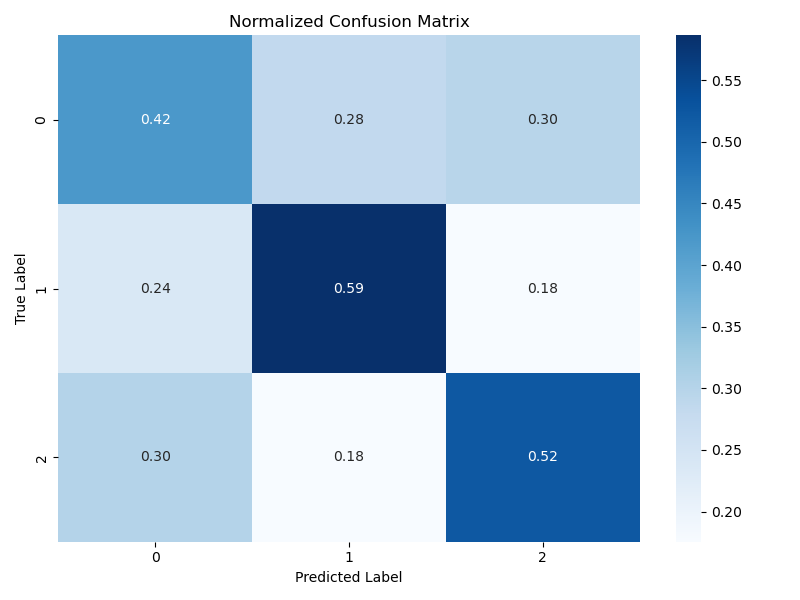 Normalized Confusion Matrix
True Label
0
0.42 0.28 0.30
1
0.24 0.59 0.18
2
0.30 0.18 0.52
0 1 2
Predicted Label
0.55
0.50
0.45
0.40
0.35
0.30
0.25
0.20